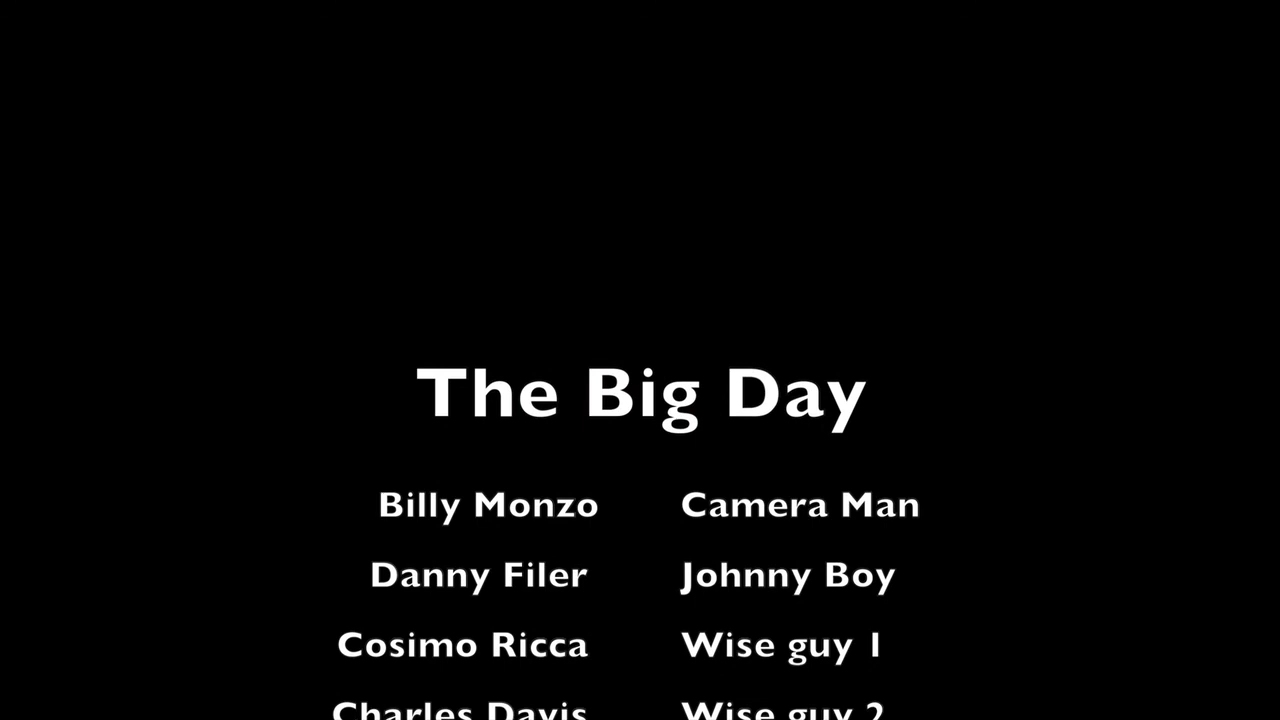 The Big Day
Billy Monzo Camera Man
Danny Filer Johnny Boy
Cosimo Ricca Wise guy 1
Charles Davis Wise guy 2